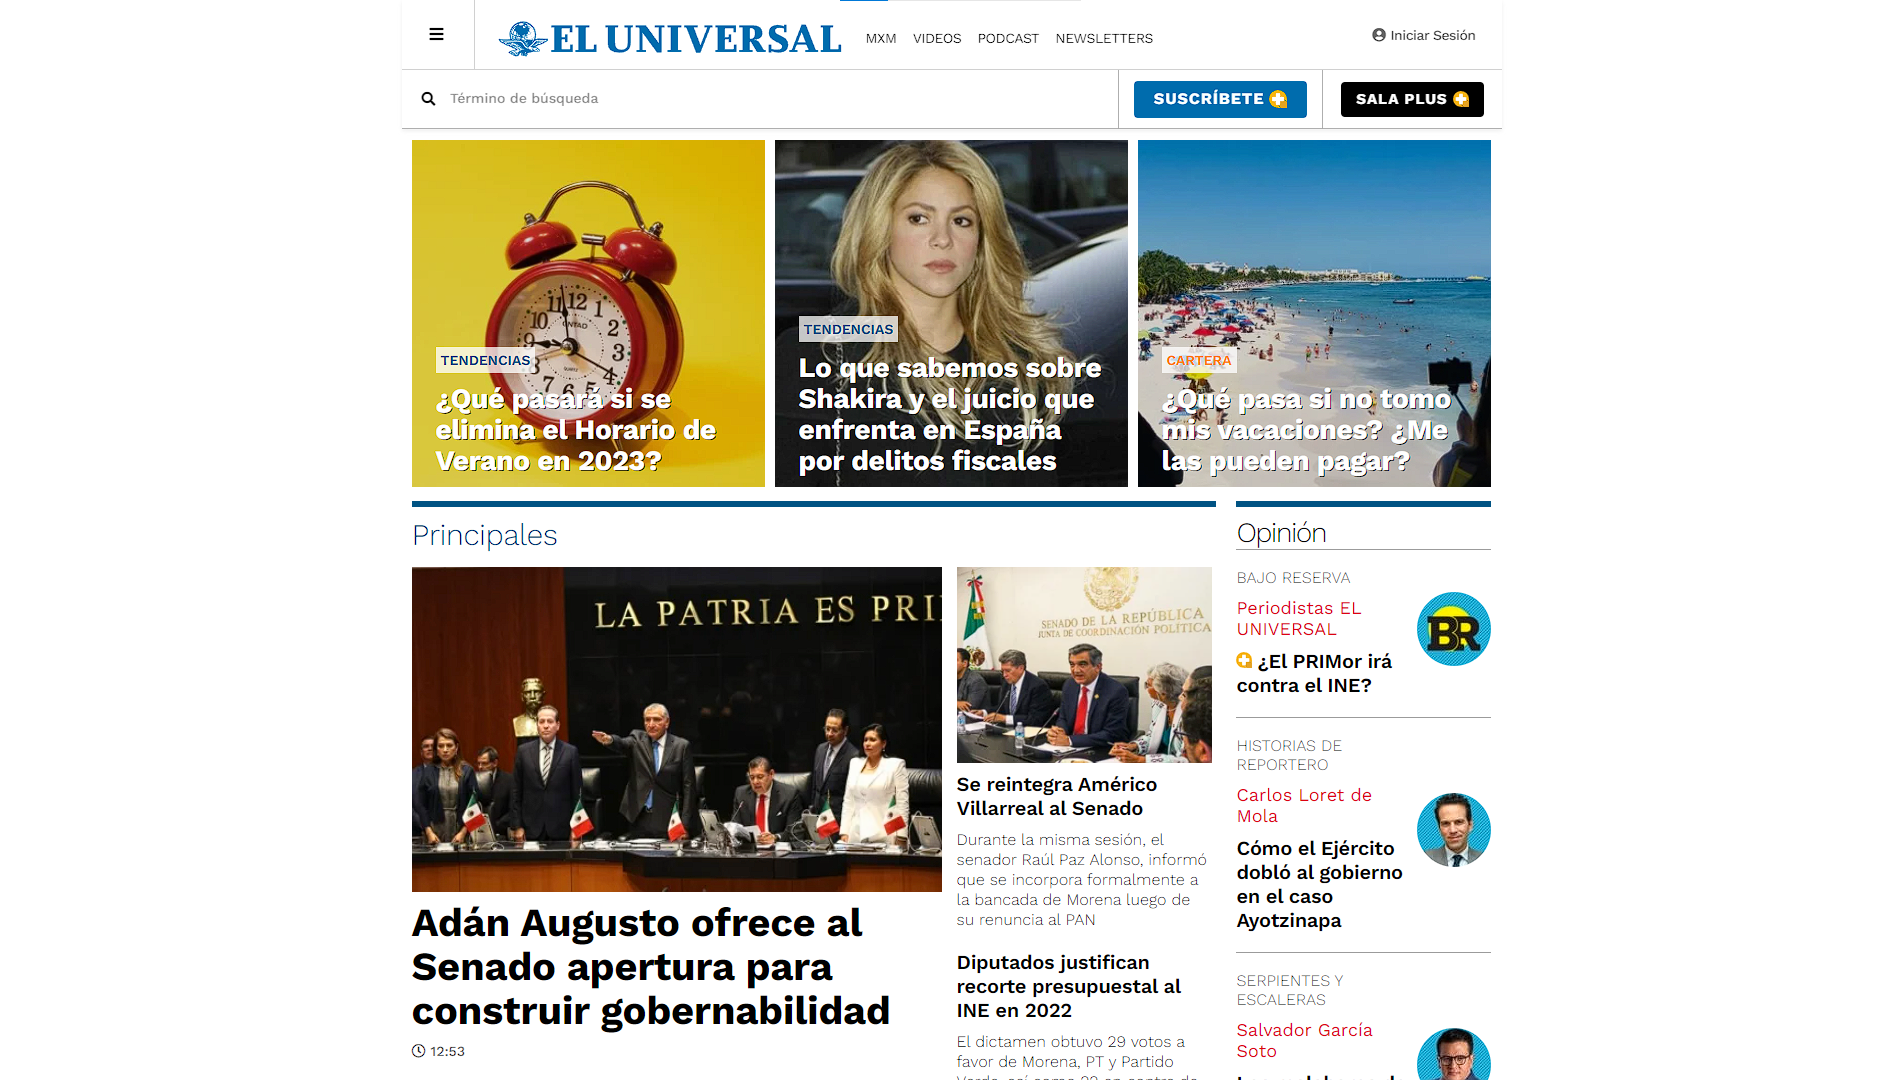 EL UNIVERSAL
MXM
VIDEOS
PODCAST
NEWSLETTERS
Iniciar Sesión
Término de búsqueda
SUSCRÍBETE
SALA PLUS
TENDENCIAS
¿Qué pasará si se
elimina el Horario de
Verano en 2023?
TENDENCIAS
Lo que sabemos sobre
Shakira y el juicio que
enfrenta en España
por delitos fiscales
CARTERA
¿Qué pasa si no tomo
mis vacaciones? ¿Me
las pueden pagar?
Principales
LA PATRIA ES PRI
Adán Augusto ofrece al
Senado apertura para
construir gobernabilidad
12:53
SENADO DE LA REPÚBLICA
JUNTA DE COORDINACIÓN POLÍTICA
Se reintegra Américo
Villarreal al Senado
Durante la misma sesión, el
senador Raúl Paz Alonso, informó
que se incorpora formalmente a
la bancada de Morena luego de
su renuncia al PAN
Diputados justifican
recorte presupuestal al
INE en 2022
El dictamen obtuvo 29 votos a
favor de Morena, PT y Partido
Opinión
BAJO RESERVA
Periodistas EL
UNIVERSAL
¿El PRIMor irá
contra el INE?
BR
HISTORIAS DE
REPORTERO
Carlos Loret de
Mola
Cómo el Ejército
dobló al gobierno
en el caso
Ayotzinapa
SERPIENTES Y
ESCALERAS
Salvador García
Soto